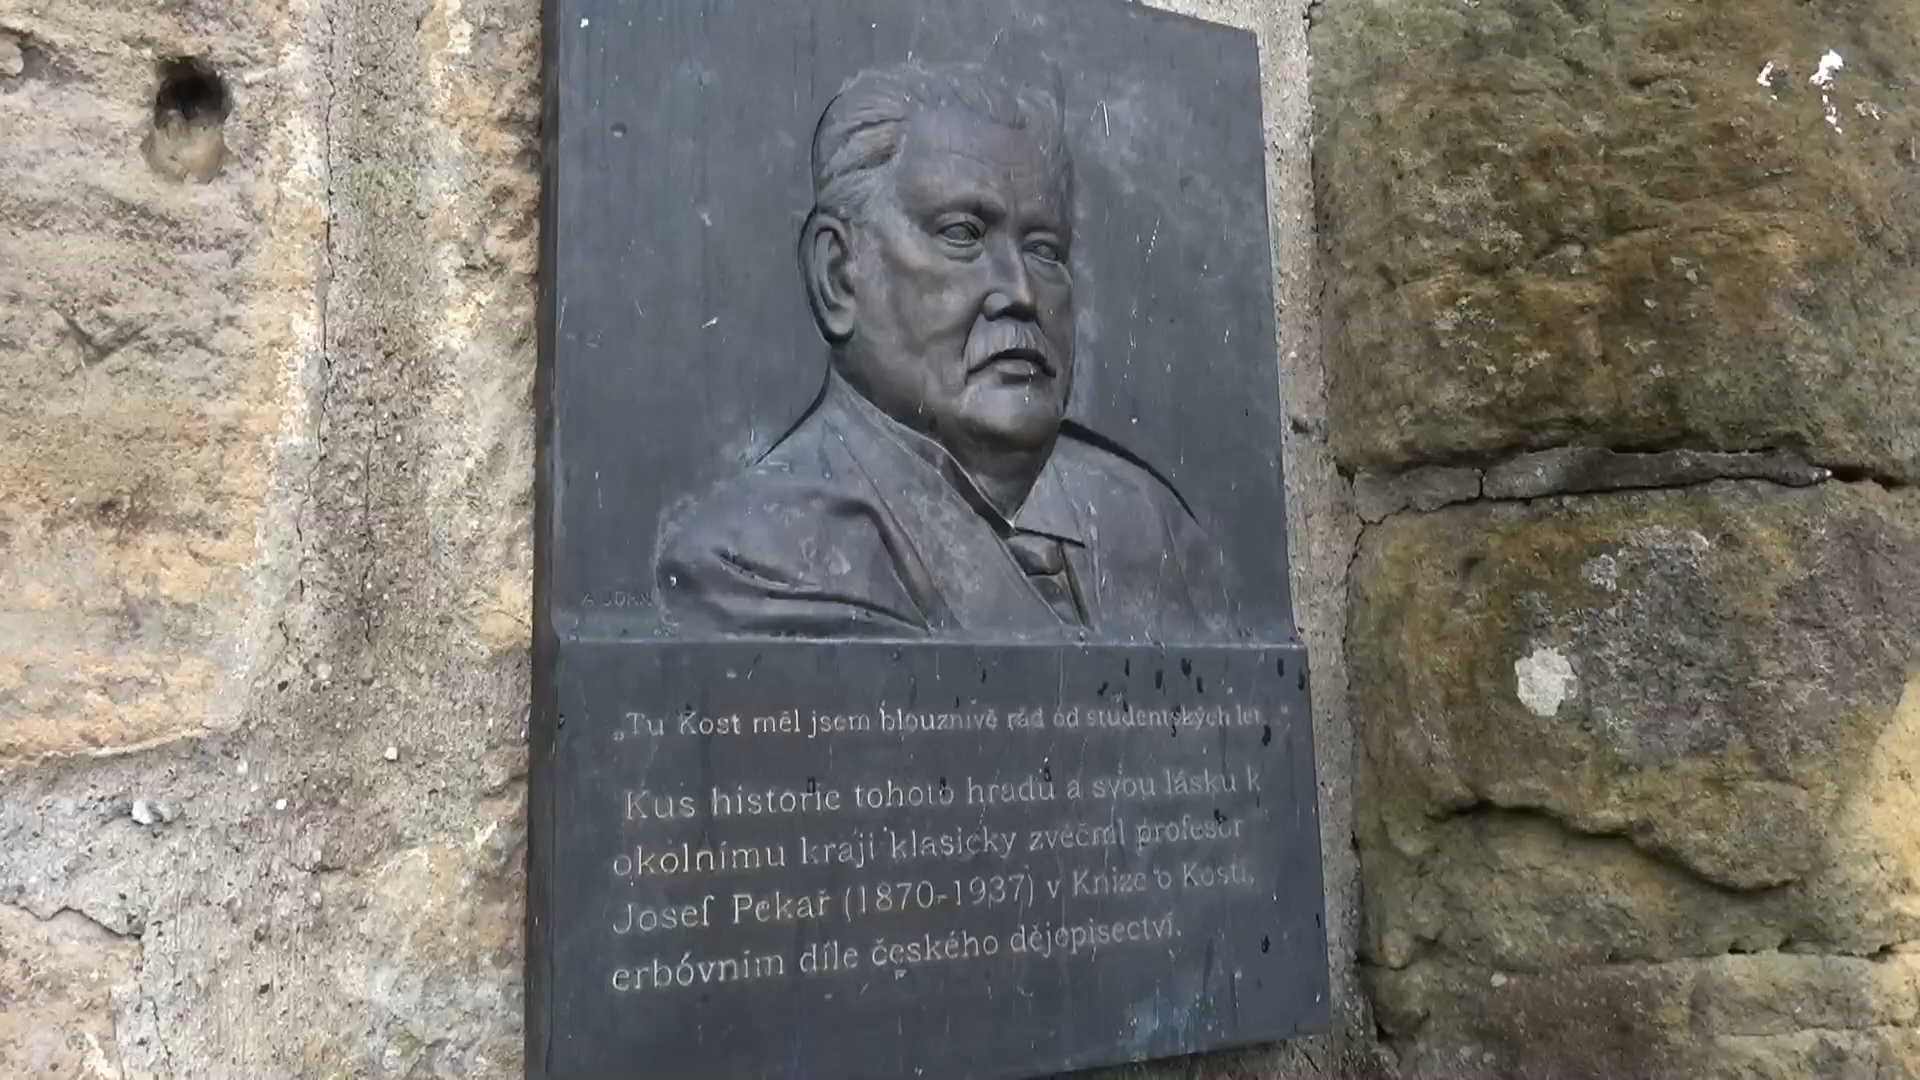 A JOHN
„Tu Kost měl jsem blouznivě rád od studentských let..."
Kus historie tohoto hradu a svou lásku k
okolnímu kraji klasicky zvěčnil profesor
Josef Pekař (1870-1937) v Knize o Kosti,
erbóvním díle českého dějepisectví.